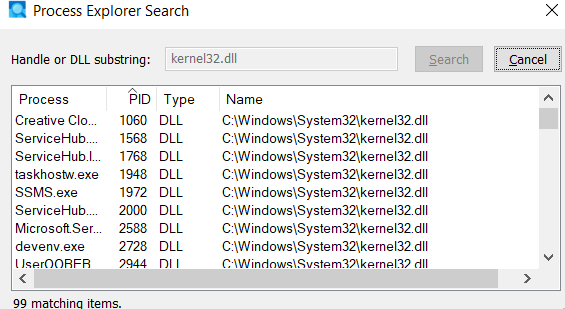 Process Explorer Search
Handle or DLL substring: kernel32.dll Search Cancel
Process PID Type Name
Creative Clo... 1060 DLL C:\Windows\System32\kernel32.dll
ServiceHub.... 1568 DLL C:\Windows\System32\kernel32.dll
ServiceHub.I... 1768 DLL C:\Windows\System32\kernel32.dll
taskhostw.exe 1948 DLL C:\Windows\System32\kernel32.dll
SSMS.exe 1972 DLL C:\Windows\System32\kernel32.dll
ServiceHub.... 2000 DLL C:\Windows\System32\kernel32.dll
Microsoft.Ser... 2588 DLL C:\Windows\System32\kernel32.dll
devenv.exe 2728 DLL C:\Windows\System32\kernel32.dll
UserOOBEB... 2944 DLL C:\Windows\System32\kernel32.dll
99 matching items.